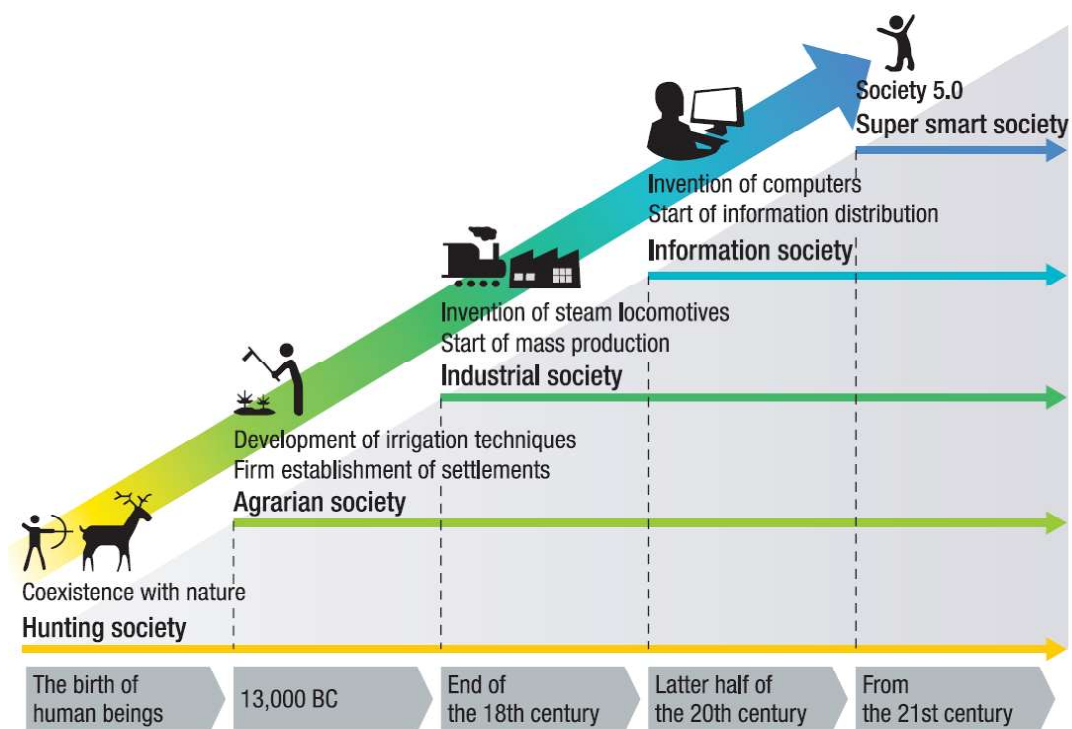 Society 5.0
Super smart society
Invention of computers
Start of information distribution
Information society
Invention of steam locomotives
Start of mass production
Industrial society
Development of irrigation techniques
Firm establishment of settlements
Agrarian society
Coexistence with nature
Hunting society
The birth of
human beings
13,000 BC
End of
the 18th century
Latter half of
the 20th century
From
the 21st century